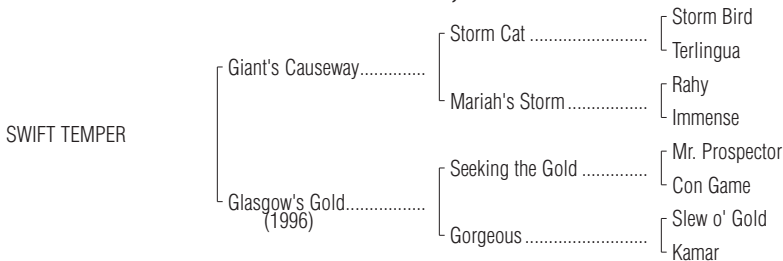 Storm Bird
Storm Cat ..........................
Terlingua
Giant's Causeway..............
Rahy
Mariah's Storm .................
Immense
SWIFT TEMPER
Mr. Prospector
Seeking the Gold ..............
Con Game
Glasgow's Gold.................
(1996)
Slew o' Gold
Gorgeous ..........................
Kamar